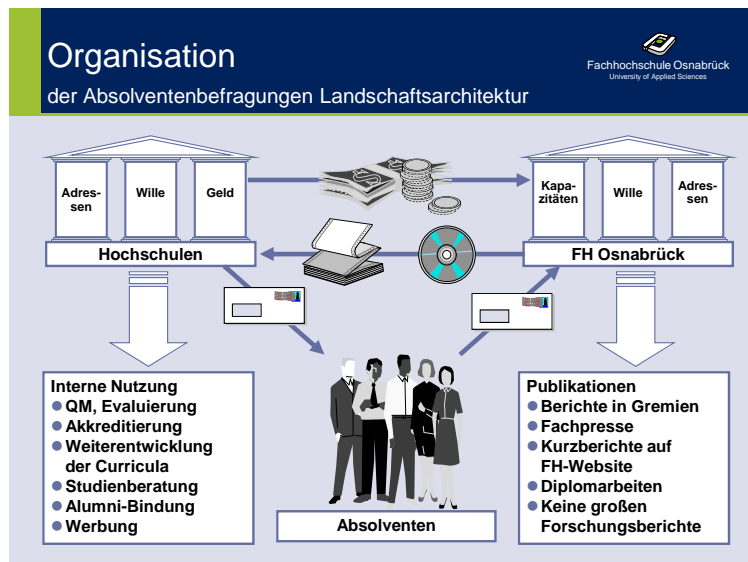 Organisation
der Absolventenbefragungen Landschaftsarchitektur
Fachhochschule Osnabrück
University of Applied Sciences
Adres-
sen
Wille
Geld
Hochschulen
Kapa-
zitäten
Wille
Adres-
sen
FH Osnabrück
Interne Nutzung
QM, Evaluierung
Akkreditierung
Weiterentwicklung
der Curricula
Studienberatung
Alumni-Bindung
Werbung
Absolventen
Publikationen
Berichte in Gremien
Fachpresse
Kurzberichte auf
FH-Website
Diplomarbeiten
Keine großen
Forschungsberichte